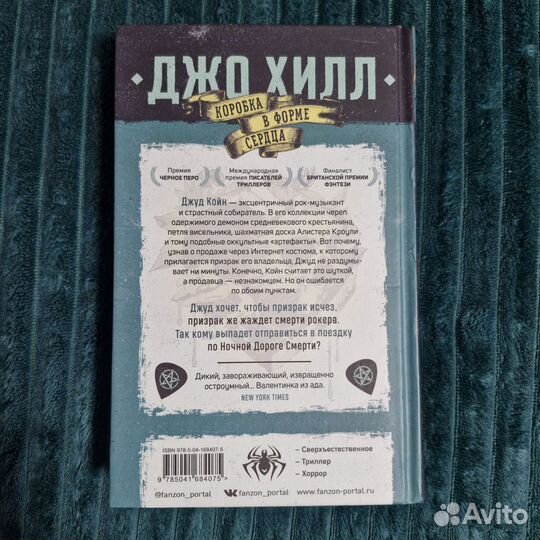 ДЖО ХИЛЛ
КОРОБКА
В ФОРМЕ
СЕРДЦА
Премия
ЧЕРНОЕ ПЕРО
Международная
премия ПИСАТЕЛЕЙ
ТРИЛЛЕРОВ
Финалист
БРИТАНСКОЙ ПРЕМИИ
ФЭНТЕЗИ
Джуд Койн — эксцентричный рок-музыкант
и страстный собиратель. В его коллекции череп
одержимого демоном средневекового крестьянина,
петля висельника, шахматная доска Алистера Кроули
и тому подобные оккультные «артефакты». Вот почему,
узнав о продаже через Интернет костюма, к которому
прилагается призрак его владельца, Джуд не раздумы-
вает ни минуты. Конечно, Койн считает это шуткой,
а продавца — незнакомцем. Но он ошибается
по обоим пунктам.
Джуд хочет, чтобы призрак исчез,
призрак же жаждет смерти рокера.
Так кому выпадет отправиться в поездку
по Ночной Дороге Смерти?
Дикий, завораживающий, извращенно
остроумный... Валентинка из ада.
NEW YORK TIMES
ISBN 978-5-04-168407-5
9 785041 684075 >
– Сверхъестественное
– Триллер
– Хоррор
@fanzon_portal
fanzon_portal
www.fanzon-portal.ru
Avito